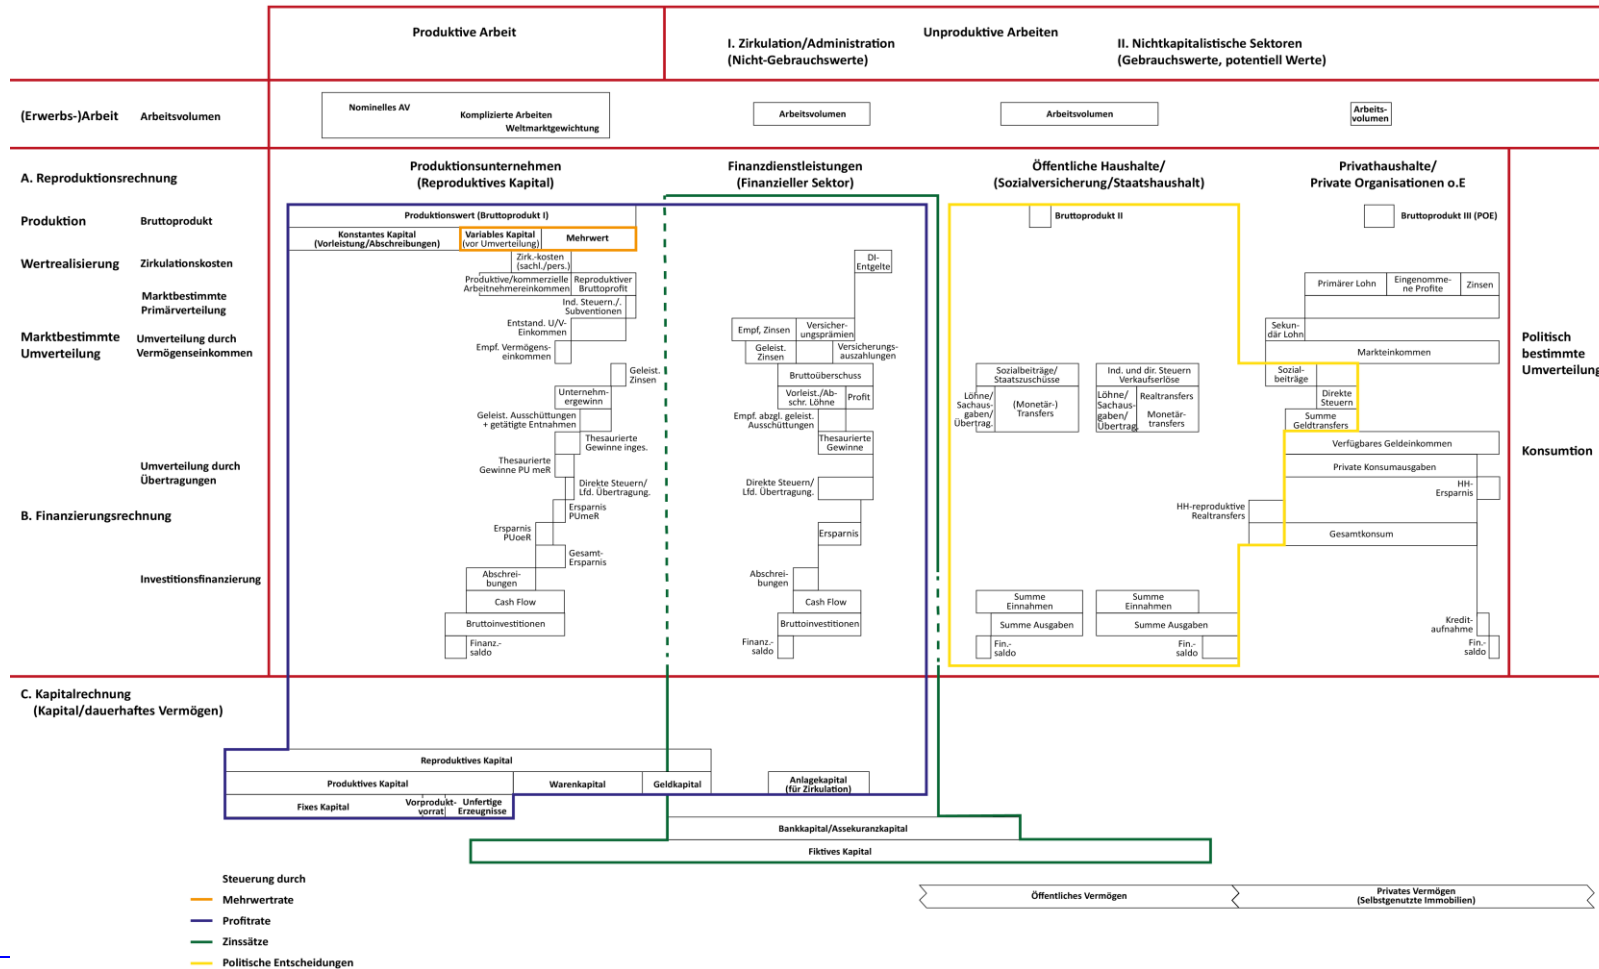 Produktive Arbeit
Unproduktive Arbeiten
I. Zirkulation/Administration
(Nicht-Gebrauchswerte)
II. Nichtkapitalistische Sektoren
(Gebrauchswerte, potentiell Werte)
(Erwerbs-)Arbeit
Arbeitsvolumen
Nominelles AV
Komplizierte Arbeiten
Weltmarktgewichtung
Arbeitsvolumen
Arbeitsvolumen
Arbeits-
volumen
A. Reproduktionsrechnung
Produktionsunternehmen
(Reproduktives Kapital)
Finanzdienstleistungen
(Finanzieller Sektor)
Öffentliche Haushalte/
(Sozialversicherung/Staatshaushalt)
Privathaushalte/
Private Organisationen o.E
Produktion
Bruttoprodukt
Produktionswert (Bruttoprodukt I)
Bruttoprodukt II
Bruttoprodukt III (POE)
Konstantes Kapital
(Vorleistung/Abschreibungen)
Variables Kapital
(vor Umverteilung)
Mehrwert
Wertrealisierung
Zirkulationskosten
Zirk.-kosten
(sachl./pers.)
DI-
Entgelte
Produktive/kommerzielle
Arbeitnehmereinkommen
Reproduktiver
Bruttoprofit
Primärer Lohn
Eingenomme-
ne Profite
Zinsen
Marktbestimmte
Primärverteilung
Ind. Steuern./.
Subventionen
Marktbestimmte
Umverteilung
Umverteilung durch
Vermögenseinkommen
Entstand. U/V-
Einkommen
Empf, Zinsen
Versicher-
ungsprämien
Sekun-
där Lohn
Empf. Vermögens-
einkommen
Geleist.
Zinsen
Versicherungs-
auszahlungen
Markteinkommen
Politisch
bestimmte
Umverteilung
Geleist.
Zinsen
Bruttoüberschuss
Sozialbeiträge/
Staatszuschüsse
Ind. und dir. Steuern
Verkaufserlöse
Sozial-
beiträge
Unternehm-
ergewinn
Vorleist./Ab-
schr. Löhne
Profit
Löhne/
Sachaus-
gaben/
Übertrag.
(Monetär-)
Transfers
Löhne/
Sachaus-
gaben/
Übertrag.
Realtransfers
Monetär-
transfers
Direkte
Steuern
Geleist. Ausschüttungen
+ getätigte Entnahmen
Empf. abzgl. geleist.
Ausschüttungen
Summe
Geldtransfers
Thesaurierte
Gewinne inges.
Thesaurierte
Gewinne
Verfügbares Geldeinkommen
Konsumtion
Umverteilung durch
Übertragungen
Thesaurierte
Gewinne PU meR
Private Konsumausgaben
Direkte Steuern/
Lfd. Übertragung.
Direkte Steuern/
Lfd. Übertragung.
HH-
Ersparnis
B. Finanzierungsrechnung
Ersparnis
PUmeR
HH-reproduktive
Realtransfers
Ersparnis
PUoeR
Ersparnis
Gesamtkonsum
Gesamt-
Ersparnis
Investitionsfinanzierung
Abschrei-
bungen
Abschrei-
bungen
Cash Flow
Cash Flow
Summe
Einnahmen
Summe
Einnahmen
Bruttoinvestitionen
Bruttoinvestitionen
Summe Ausgaben
Summe Ausgaben
Kredit-
aufnahme
Finanz.-
saldo
Finanz.-
saldo
Fin.-
saldo
Fin.-
saldo
Fin.-
saldo
C. Kapitalrechnung
(Kapital/dauerhaftes Vermögen)
Reproduktives Kapital
Produktives Kapital
Warenkapital
Geldkapital
Anlagekapital
(für Zirkulation)
Fixes Kapital
Vorprodukt-
vorrat
Unfertige
Erzeugnisse
Bankkapital/Assekuranzkapital
Fiktives Kapital
Steuerung durch
Mehrwertrate
Profitrate
Zinssätze
Politische Entscheidungen
Öffentliches Vermögen
Privates Vermögen
(Selbstgenutzte Immobilien)